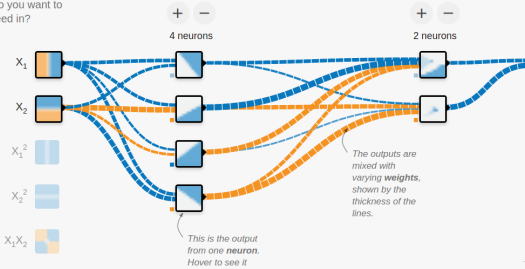 o you want to
ed in?
+ −
+ −
4 neurons
2 neurons
X1
X2
X1²
X2²
X1X2
The outputs are
mixed with
varying weights,
shown by the
thickness of the
lines.
This is the output
from one neuron.
Hover to see it